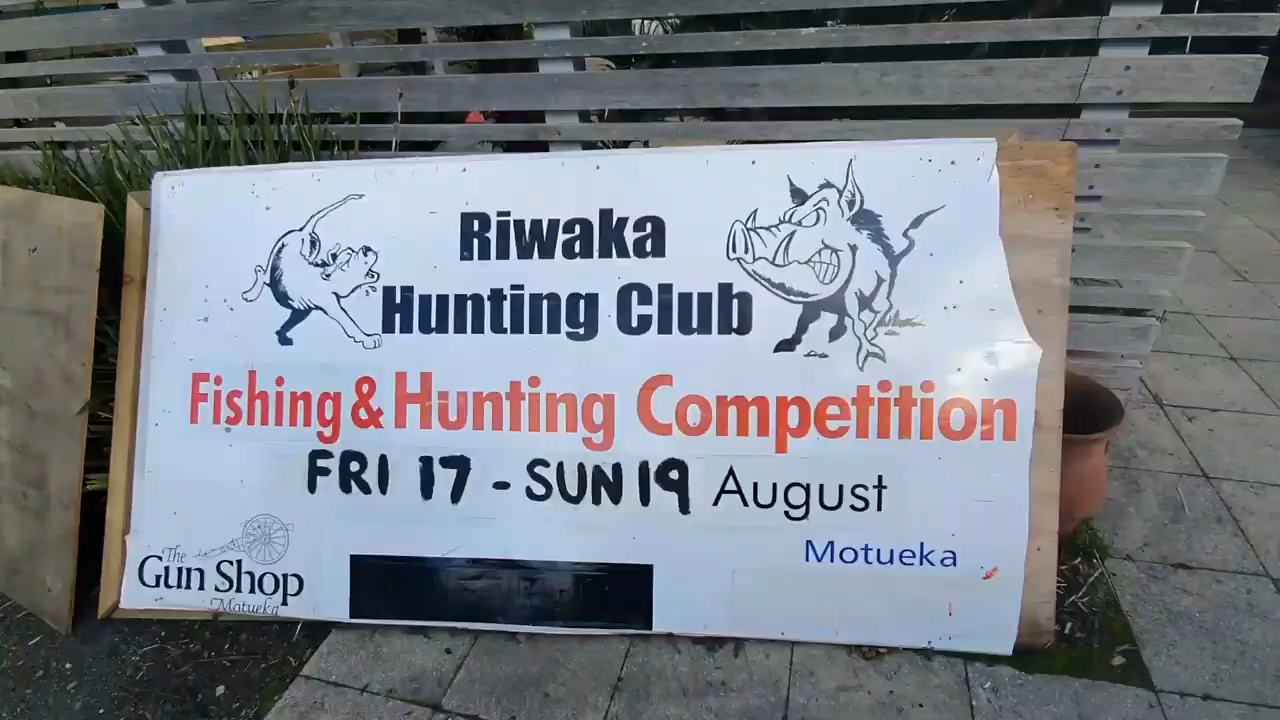 Riwaka
Hunting Club
Fishing & Hunting Competition
FRI 17 - SUN 19 August
Motueka
The
Gun Shop
Motueka